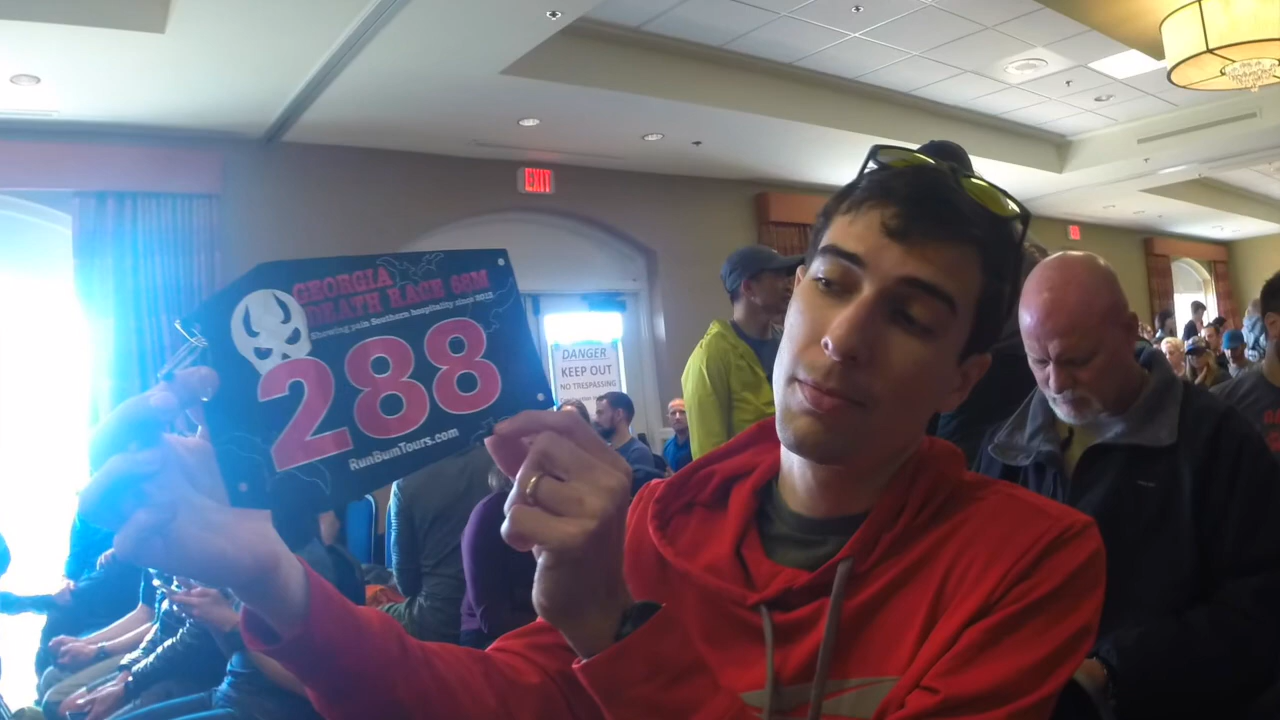 EXIT
GEORGIA
DEATH RACE 68M
Showing pain Southern hospitality since 2012
288
RunBumTours.com
DANGER
KEEP OUT
NO TRESPASSING